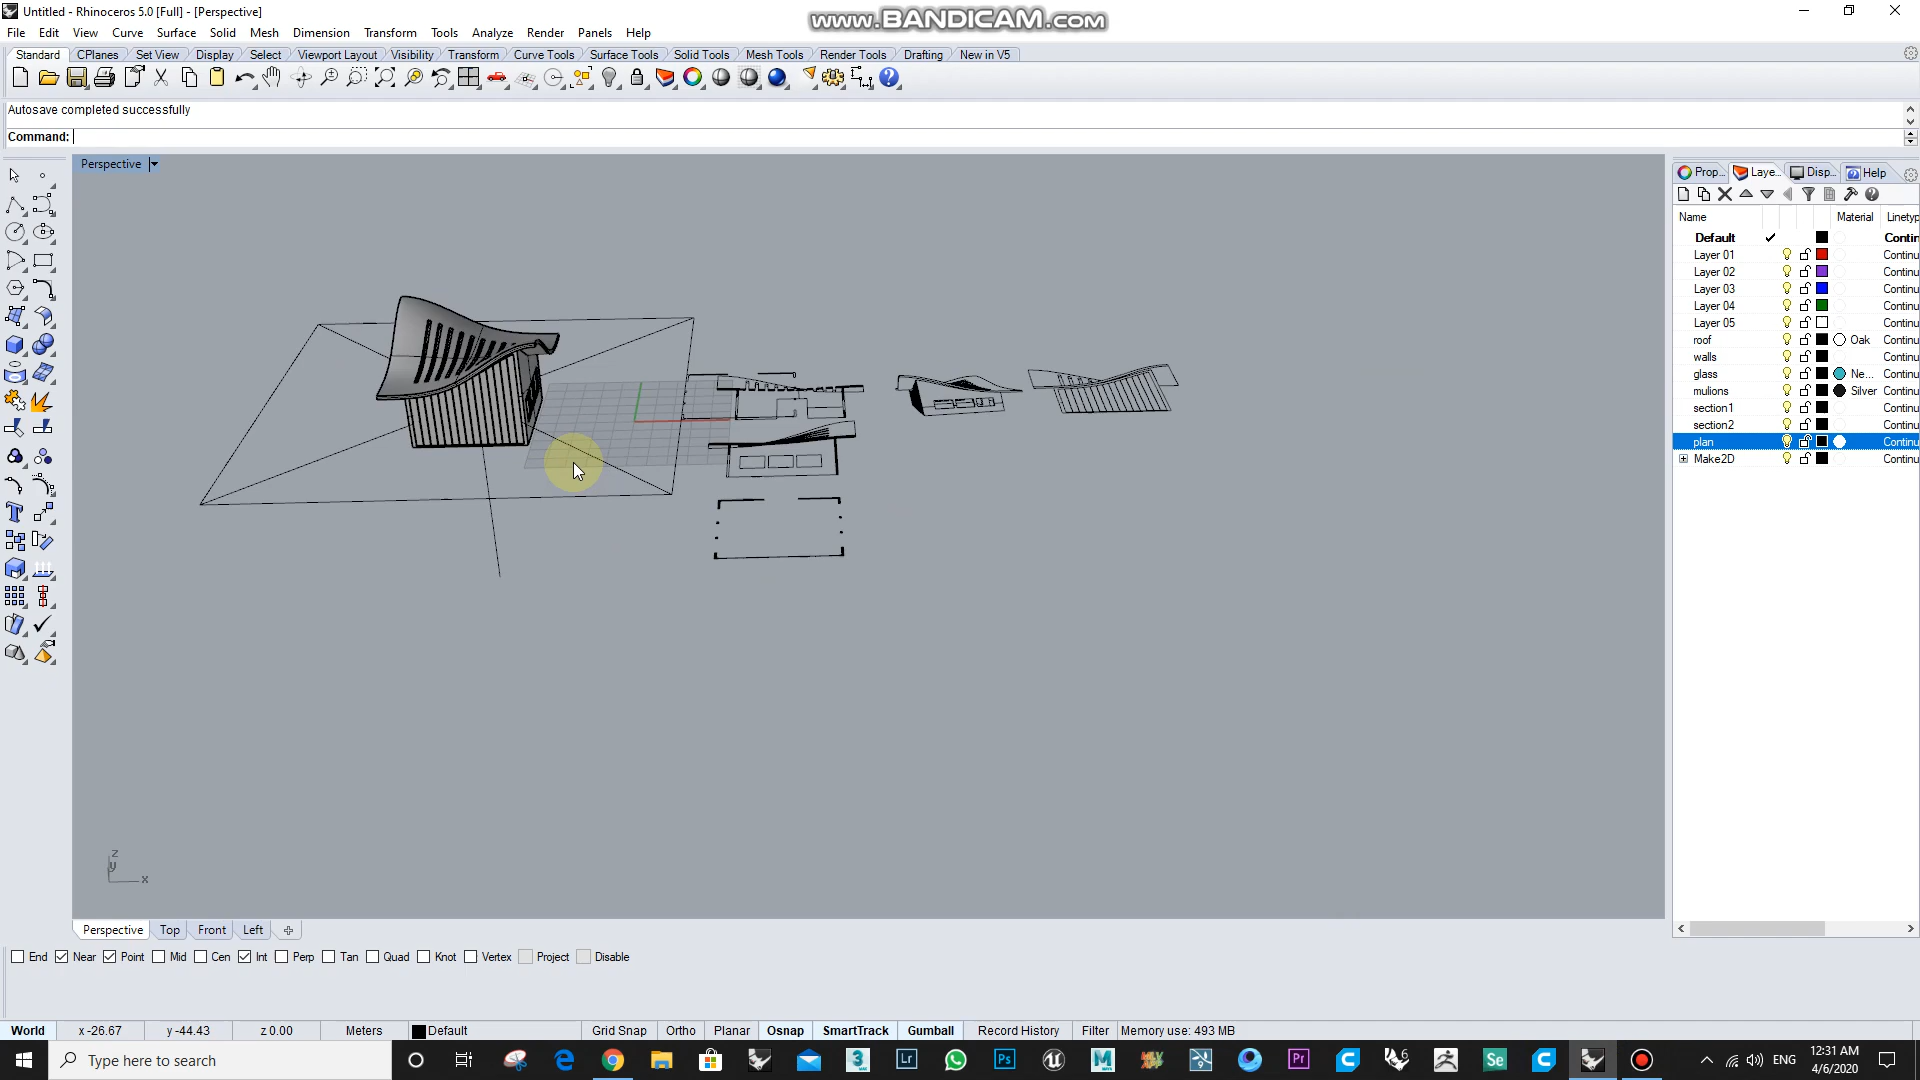 Untitled - Rhinoceros 5.0 [Full] - [Perspective]
www.BANDICAM.com
File Edit View Curve Surface Solid Mesh Dimension Transform Tools Analyze Render Panels Help
Standard CPlanes Set View Display Select Viewport Layout Visibility Transform Curve Tools Surface Tools Solid Tools Mesh Tools Render Tools Drafting New in V5
Autosave completed successfully
Command:
Perspective
Prop... Laye... Disp... Help
Name Material Linetyp
Default Contin
Layer 01 Continu
Layer 02 Continu
Layer 03 Continu
Layer 04 Continu
Layer 05 Continu
roof Oak Continu
walls Continu
glass Ne... Continu
mulions Silver Continu
section1 Continu
section2 Continu
plan Continu
Make2D Continu
z
y
x
Perspective Top Front Left
End Near Point Mid Cen Int Perp Tan Quad Knot Vertex Project Disable
World x -26.67 y -44.43 z 0.00 Meters Default Grid Snap Ortho Planar Osnap SmartTrack Gumball Record History Filter Memory use: 493 MB
Type here to search
ENG
12:31 AM
4/6/2020